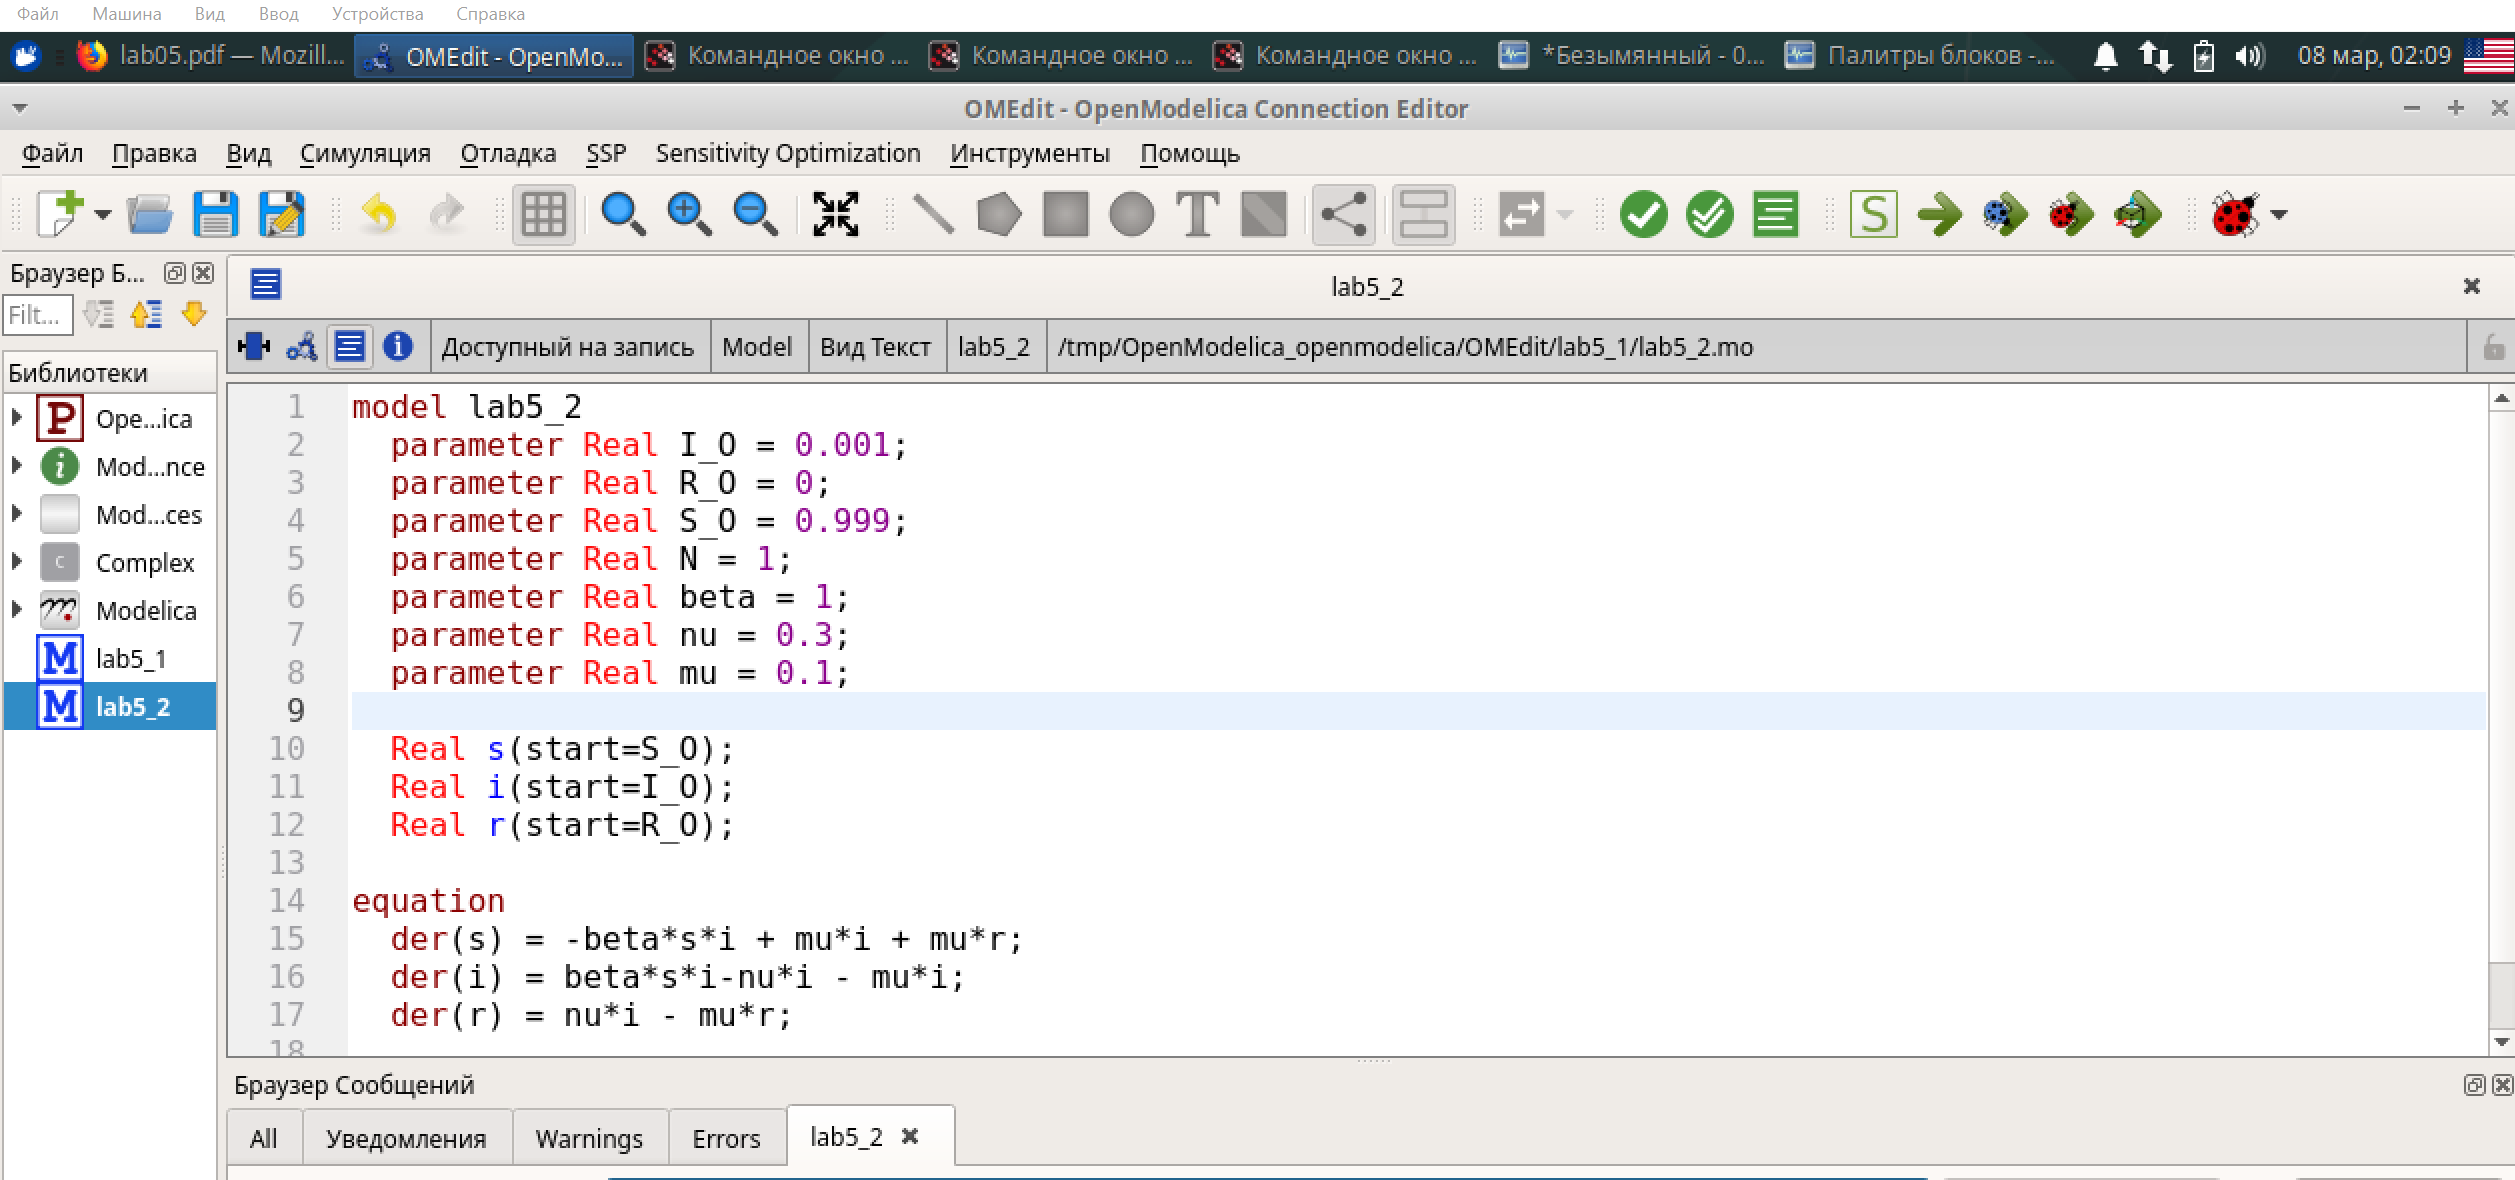 Файл Машина Вид Ввод Устройства Справка
lab05.pdf — Mozill... OMEdit - OpenMo... Командное окно ... Командное окно ... Командное окно ... *Безымянный - 0... Палитры блоков -... 08 мар, 02:09
OMEdit - OpenModelica Connection Editor
Файл Правка Вид Симуляция Отладка SSP Sensitivity Optimization Инструменты Помощь
T S
Браузер Б...
lab5_2
Filt...
Доступный на запись Model Вид Текст lab5_2 /tmp/OpenModelica_openmodelica/OMEdit/lab5_1/lab5_2.mo
Библиотеки
P Ope...ica
i Mod...nce
Mod...ces
C Complex
m Modelica
M lab5_1
M lab5_2
1 model lab5_2
2 parameter Real I_O = 0.001;
3 parameter Real R_O = 0;
4 parameter Real S_O = 0.999;
5 parameter Real N = 1;
6 parameter Real beta = 1;
7 parameter Real nu = 0.3;
8 parameter Real mu = 0.1;
9
10 Real s(start=S_O);
11 Real i(start=I_O);
12 Real r(start=R_O);
13
14 equation
15 der(s) = -beta*s*i + mu*i + mu*r;
16 der(i) = beta*s*i-nu*i - mu*i;
17 der(r) = nu*i - mu*r;
18
Браузер Сообщений
All Уведомления Warnings Errors lab5_2